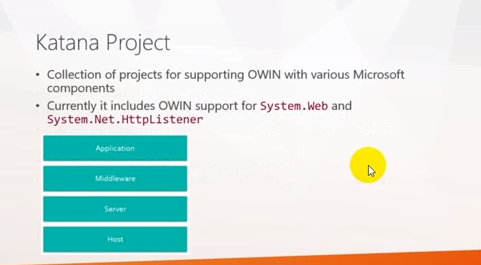 Katana Project
• Collection of projects for supporting OWIN with various Microsoft
components
• Currently it includes OWIN support for System.Web and
System.Net.HttpListener
Application
Middleware
Server
Host